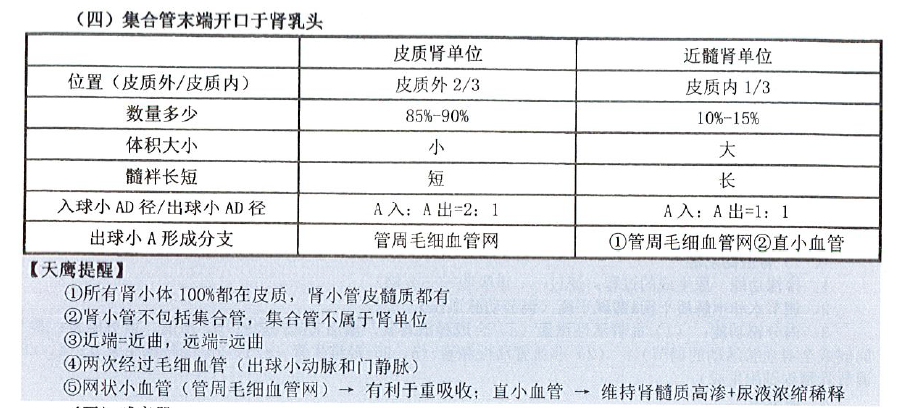 （四）集合管末端开口于肾乳头
皮质肾单位 近髓肾单位
位置（皮质外/皮质内） 皮质外 2/3 皮质内 1/3
数量多少 85%-90% 10%-15%
体积大小 小 大
髓袢长短 短 长
入球小 AD 径/出球小 AD 径 A 入：A 出=2：1 A 入：A 出=1：1
出球小 A 形成分支 管周毛细血管网 ①管周毛细血管网②直小血管
【天鹰提醒】
①所有肾小体 100%都在皮质，肾小管皮髓质都有
②肾小管不包括集合管，集合管不属于肾单位
③近端=近曲，远端=远曲
④两次经过毛细血管（出球小动脉和门静脉）
⑤网状小血管（管周毛细血管网）→ 有利于重吸收；直小血管 → 维持肾髓质高渗+尿液浓缩稀释